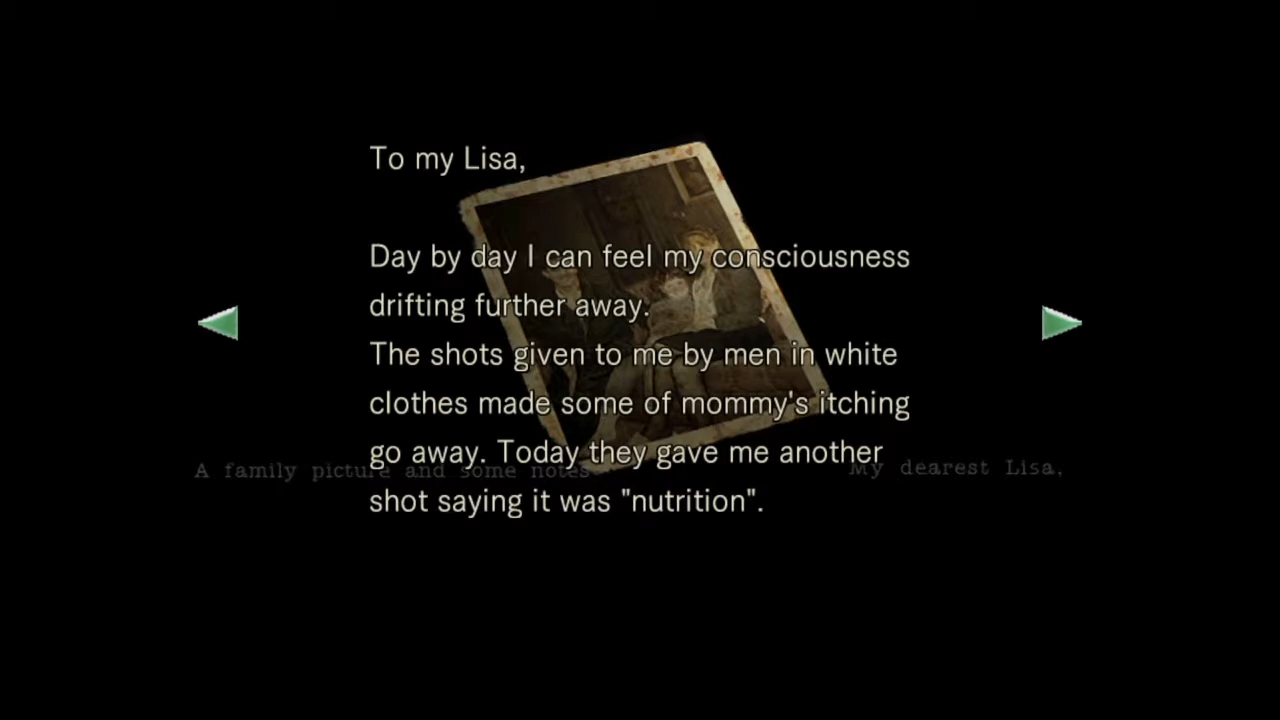 To my Lisa,
Day by day I can feel my consciousness
drifting further away.
The shots given to me by men in white
clothes made some of mommy's itching
go away. Today they gave me another
A family picture and some notes
My dearest Lisa,
shot saying it was "nutrition".